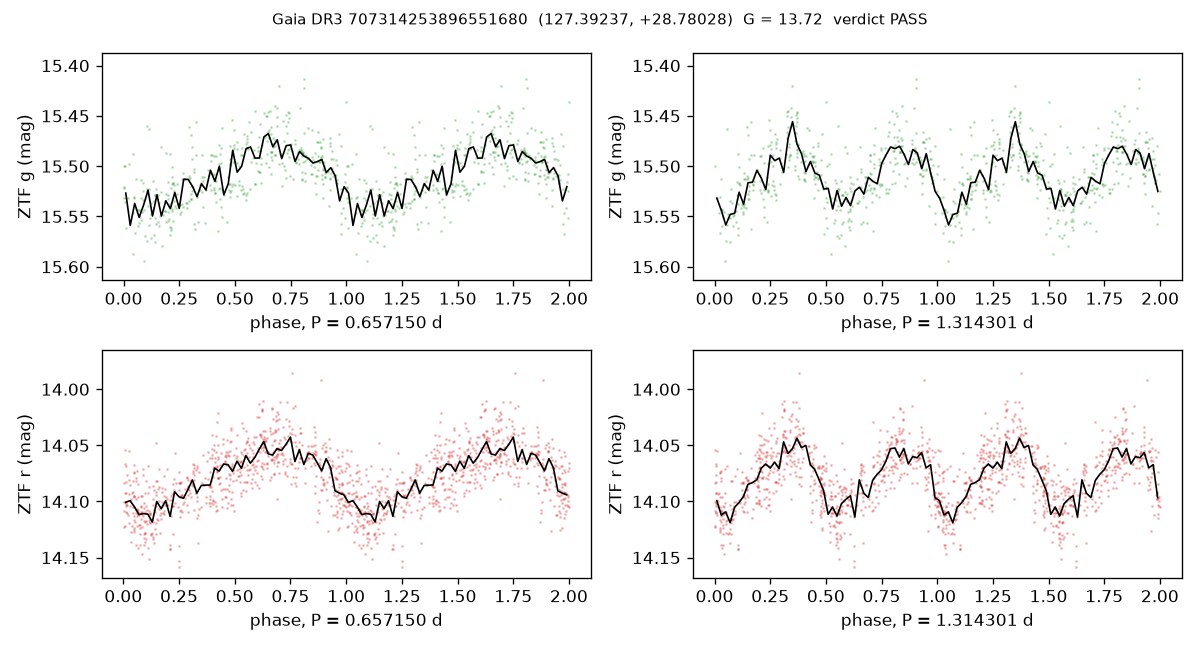 Gaia DR3 707314253896551680  (127.39237, +28.78028)  G = 13.72  verdict PASS
ZTF g (mag)
15.40
15.45
15.50
15.55
15.60
0.00 0.25 0.50 0.75 1.00 1.25 1.50 1.75 2.00
phase, P = 0.657150 d
ZTF g (mag)
15.40
15.45
15.50
15.55
15.60
0.00 0.25 0.50 0.75 1.00 1.25 1.50 1.75 2.00
phase, P = 1.314301 d
ZTF r (mag)
14.00
14.05
14.10
14.15
0.00 0.25 0.50 0.75 1.00 1.25 1.50 1.75 2.00
phase, P = 0.657150 d
ZTF r (mag)
14.00
14.05
14.10
14.15
0.00 0.25 0.50 0.75 1.00 1.25 1.50 1.75 2.00
phase, P = 1.314301 d